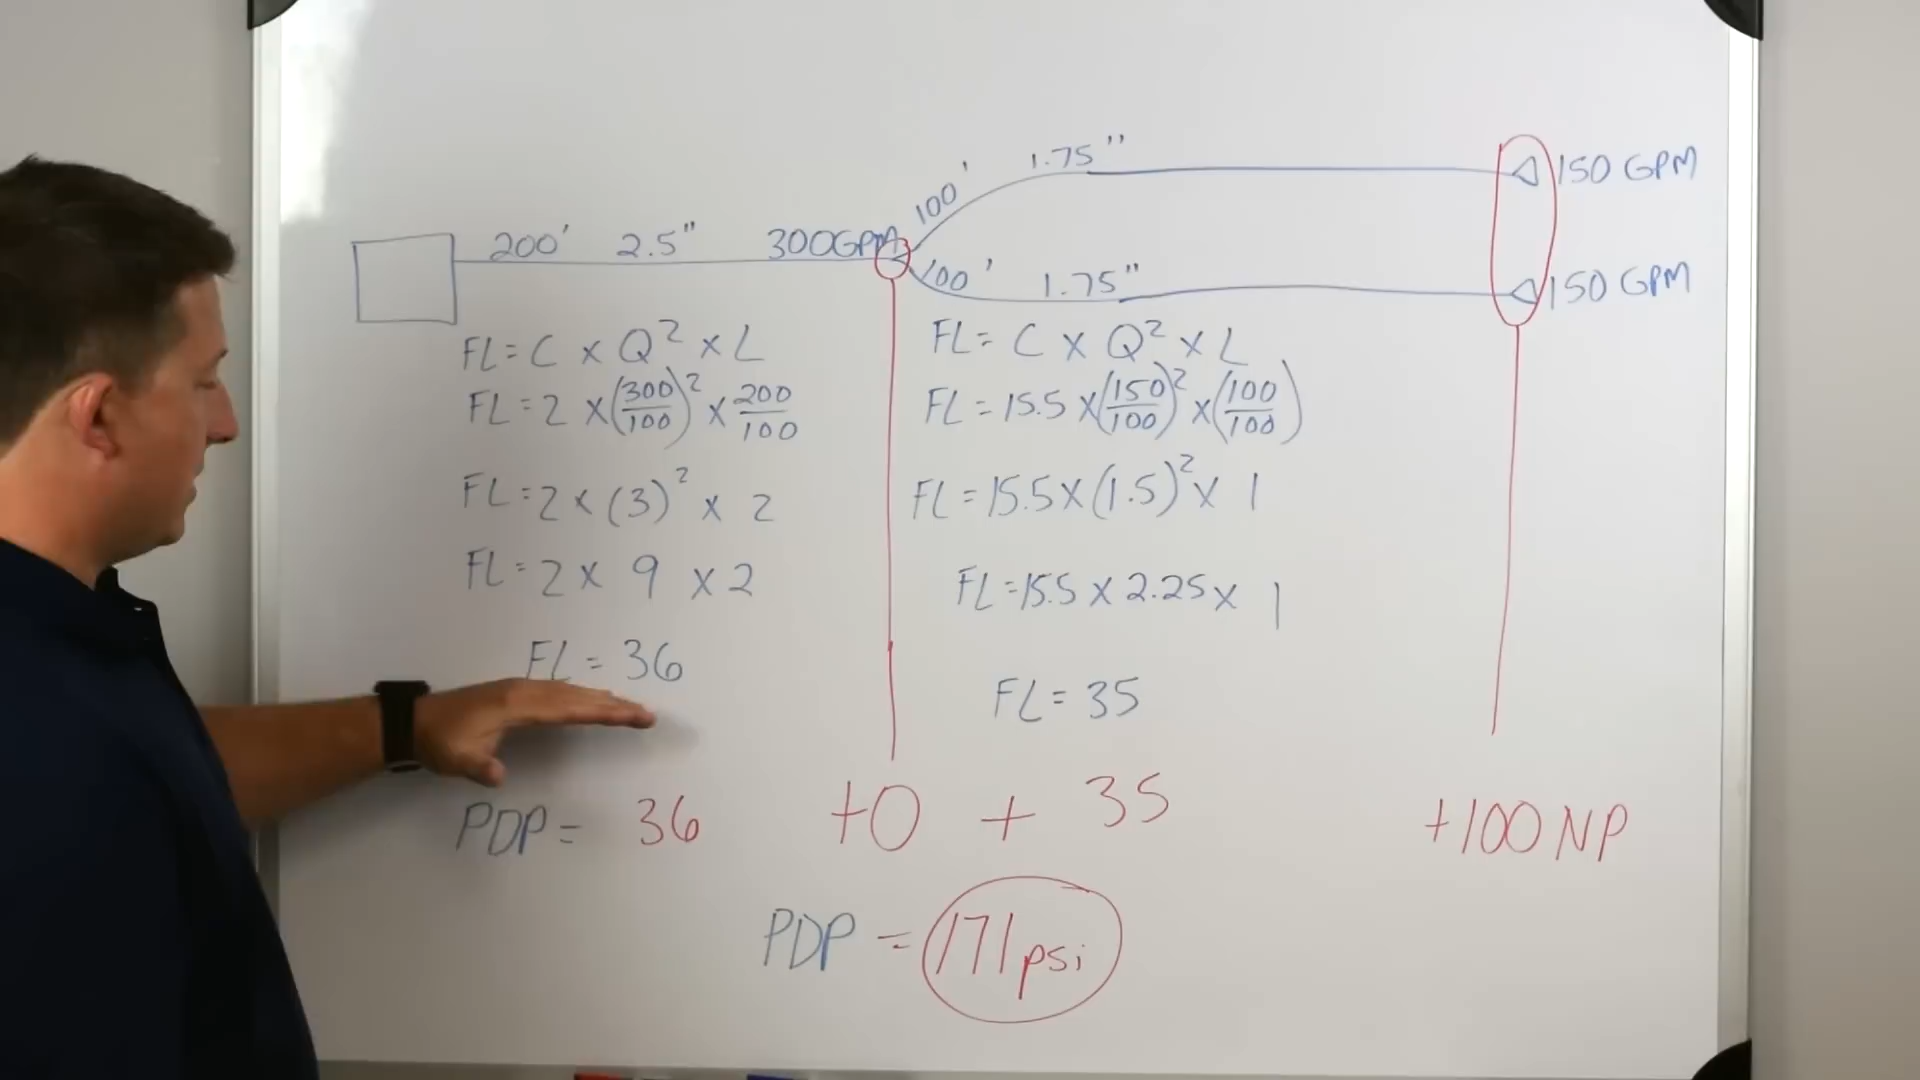 100' 1.75" 150 GPM
200' 2.5" 300GPM
100' 1.75" 150 GPM
FL= C x Q² x L
FL= 2 x (300/100)² x 200/100
FL= 2 x (3)² x 2
FL= 2 x 9 x 2
FL = 36
FL= C x Q² x L
FL = 15.5 x (150/100)² x (100/100)
FL = 15.5 x (1.5)² x 1
FL = 15.5 x 2.25 x 1
FL = 35
PDP = 36 +0 + 35 +100 NP
PDP = 171 psi